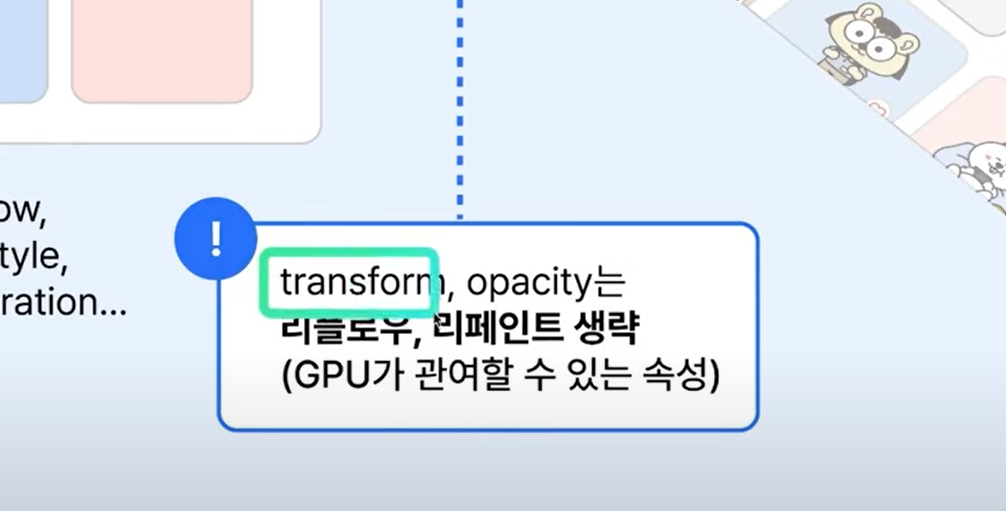 ow,
tyle,
ration...
!
transform, opacity는
리플로우, 리페인트 생략
(GPU가 관여할 수 있는 속성)